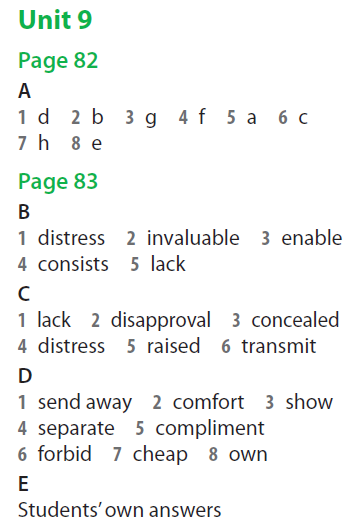 Unit 9
Page 82
A
1 d 2 b 3 g 4 f 5 a 6 c
7 h 8 e
Page 83
B
1 distress 2 invaluable 3 enable
4 consists 5 lack
C
1 lack 2 disapproval 3 concealed
4 distress 5 raised 6 transmit
D
1 send away 2 comfort 3 show
4 separate 5 compliment
6 forbid 7 cheap 8 own
E
Students' own answers